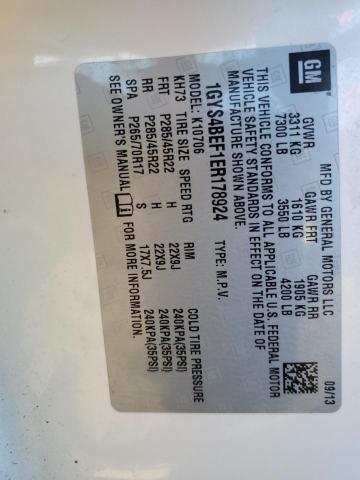 GM
MFD BY GENERAL MOTORS LLC 09/13
GVWR GAWR FRT GAWR RR
3311 KG 1610 KG 1905 KG
7300 LB 3550 LB 4200 LB
THIS VEHICLE CONFORMS TO ALL APPLICABLE U.S. FEDERAL MOTOR
VEHICLE SAFETY STANDARDS IN EFFECT ON THE DATE OF
MANUFACTURE SHOWN ABOVE.
1GYS4BEF1ER178924 TYPE: M.P.V.
K10706
KH73 TIRE SIZE SPEED RTG RIM COLD TIRE PRESSURE
FRT P285/45R22 H 22X9J 240KPA(35PSI)
RR P285/45R22 H 22X9J 240KPA(35PSI)
SPA P265/70R17 S 17X7.5J 240KPA(35PSI)
SEE OWNER'S MANUAL FOR MORE INFORMATION.